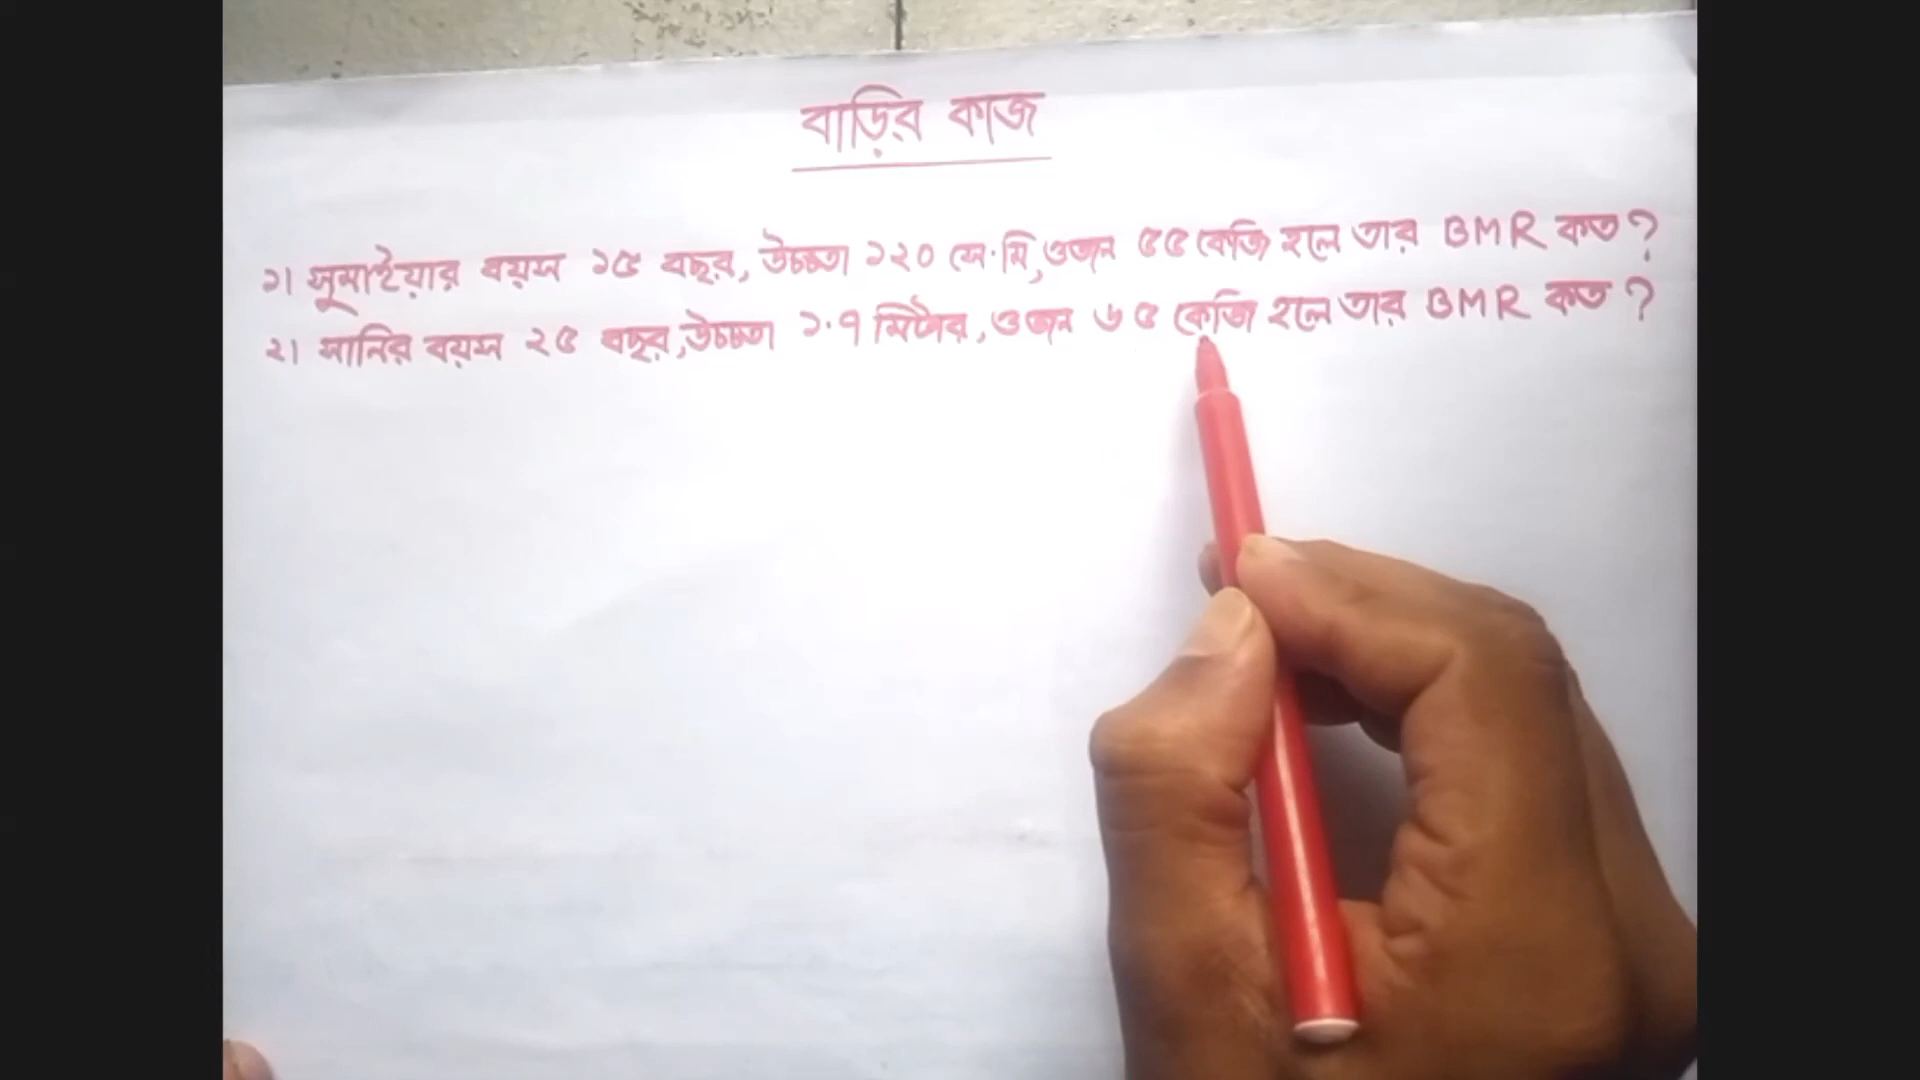 বাড়ির কাজ
১। সুমাইয়ার বয়স ১৫ বছর, উচ্চতা ১২০ সে.মি, ওজন ৫৫ কেজি হলে তার BMR কত?
২। সানির বয়স ২৫ বছর, উচ্চতা ১.৭ মিটার, ওজন ৬৫ কেজি হলে তার BMR কত?